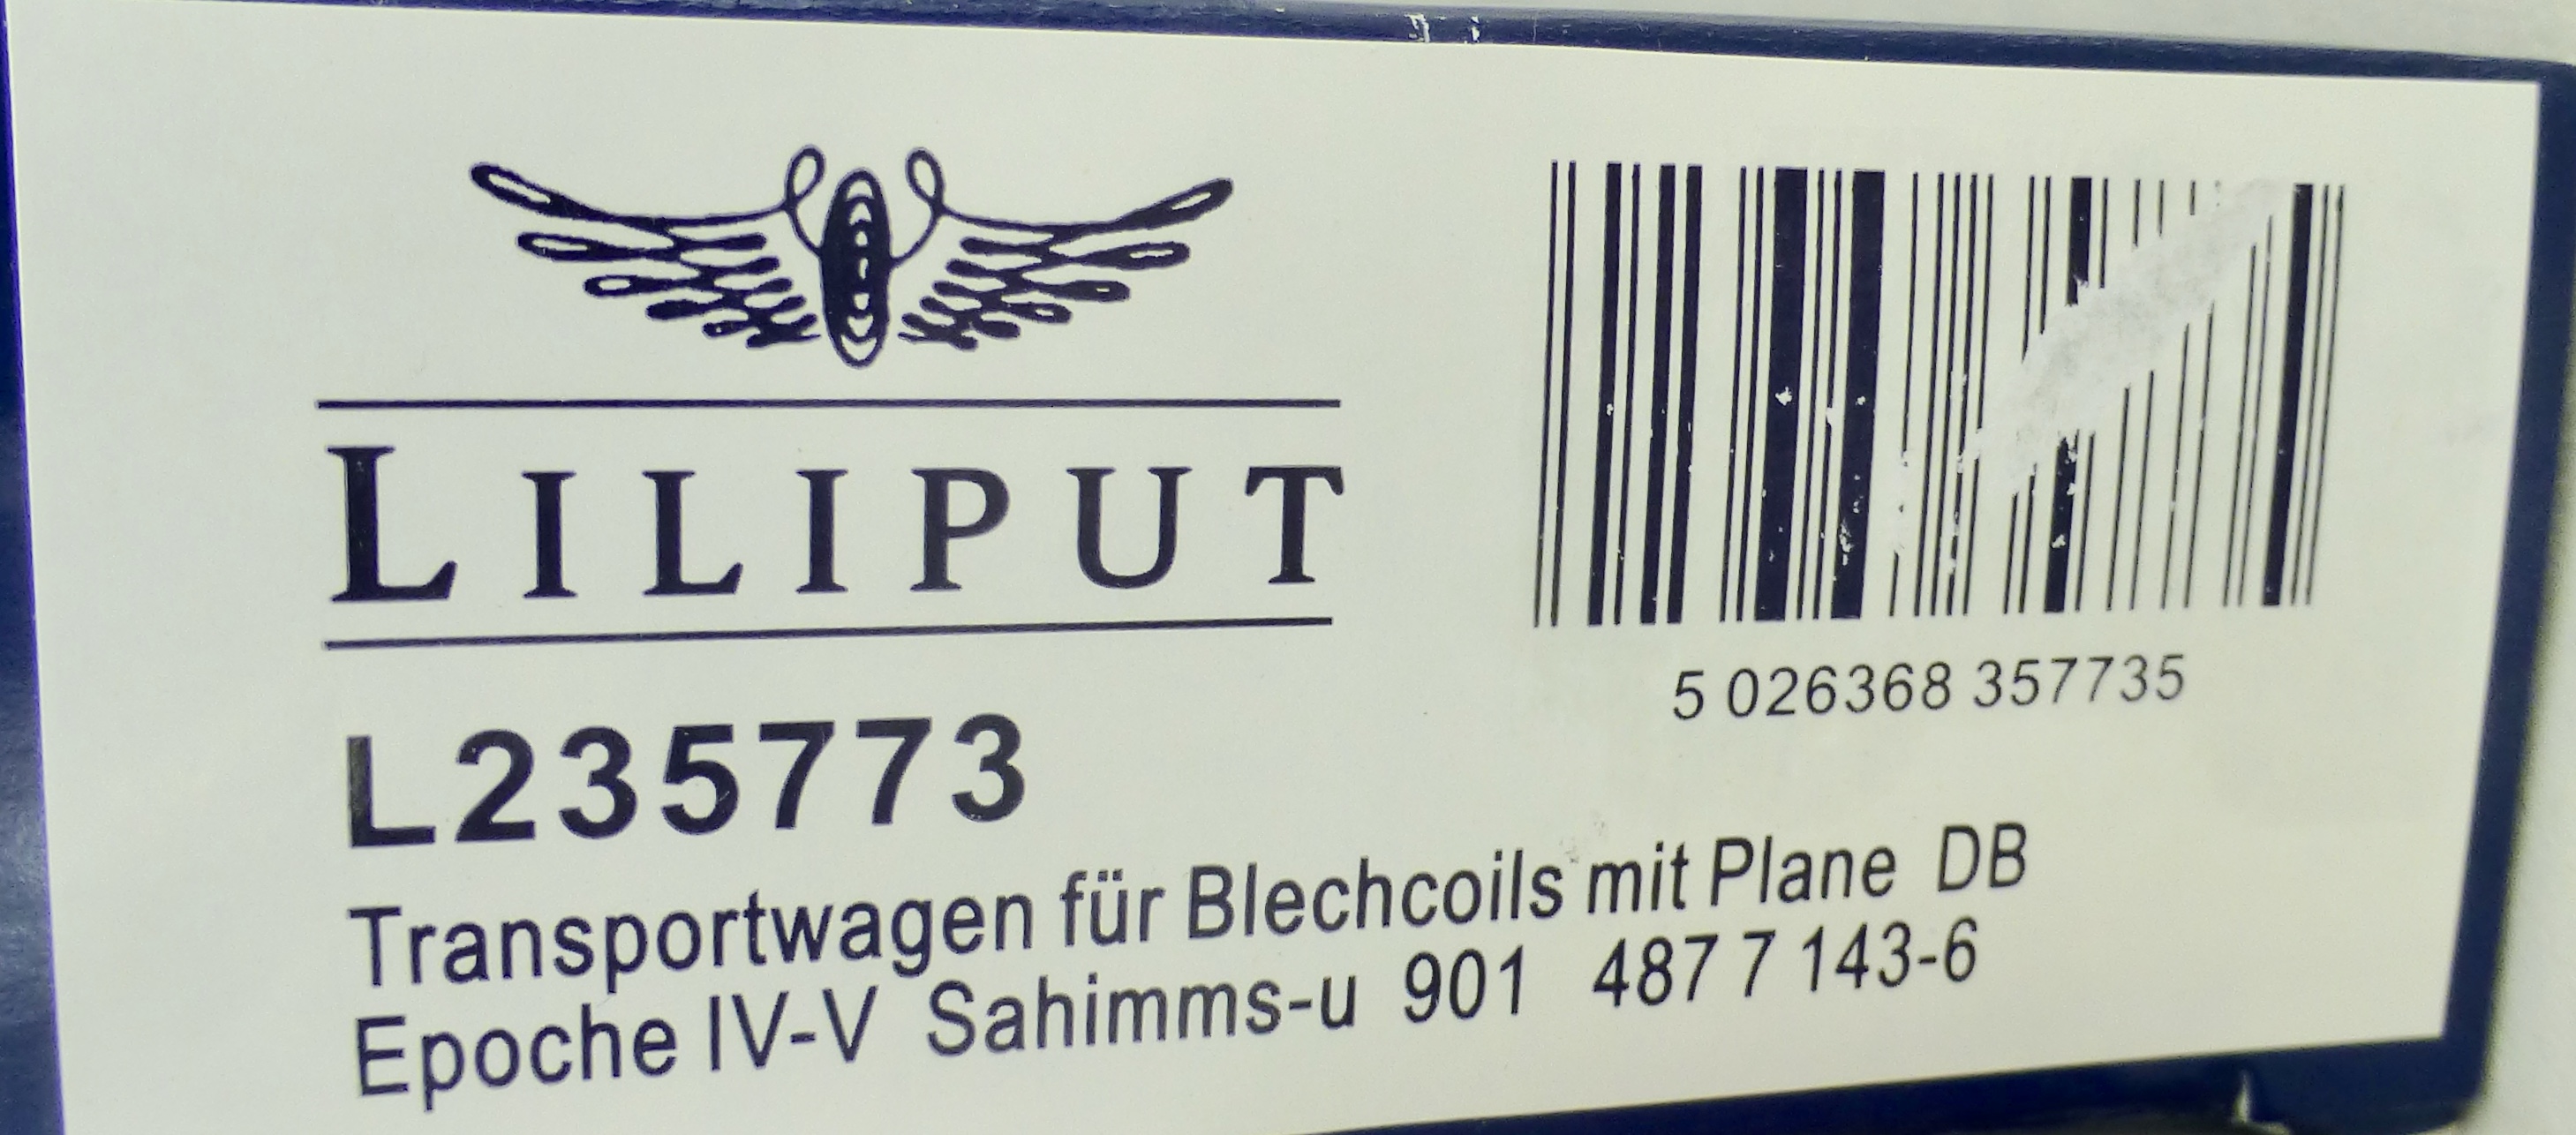 LILIPUT
5 026368 357735
L235773
Transportwagen für Blechcoils mit Plane DB
Epoche IV-V Sahimms-u 901 487 7 143-6